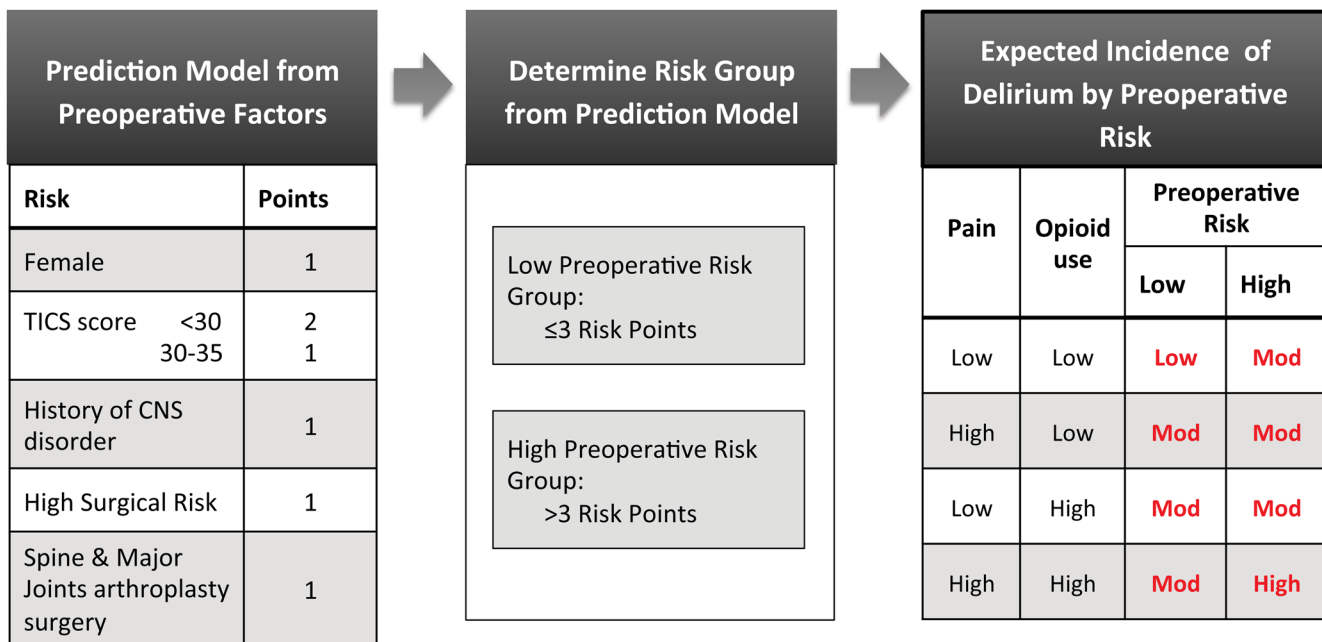 Prediction Model from
Preoperative Factors
Risk Points
Female 1
TICS score <30 2
30-35 1
History of CNS
disorder 1
High Surgical Risk 1
Spine & Major
Joints arthroplasty 1
surgery
Determine Risk Group
from Prediction Model
Low Preoperative Risk
Group:
≤3 Risk Points
High Preoperative Risk
Group:
>3 Risk Points
Expected Incidence of
Delirium by Preoperative
Risk
Pain Opioid use Preoperative Risk
Low High
Low Low Low Mod
High Low Mod Mod
Low High Mod Mod
High High Mod High